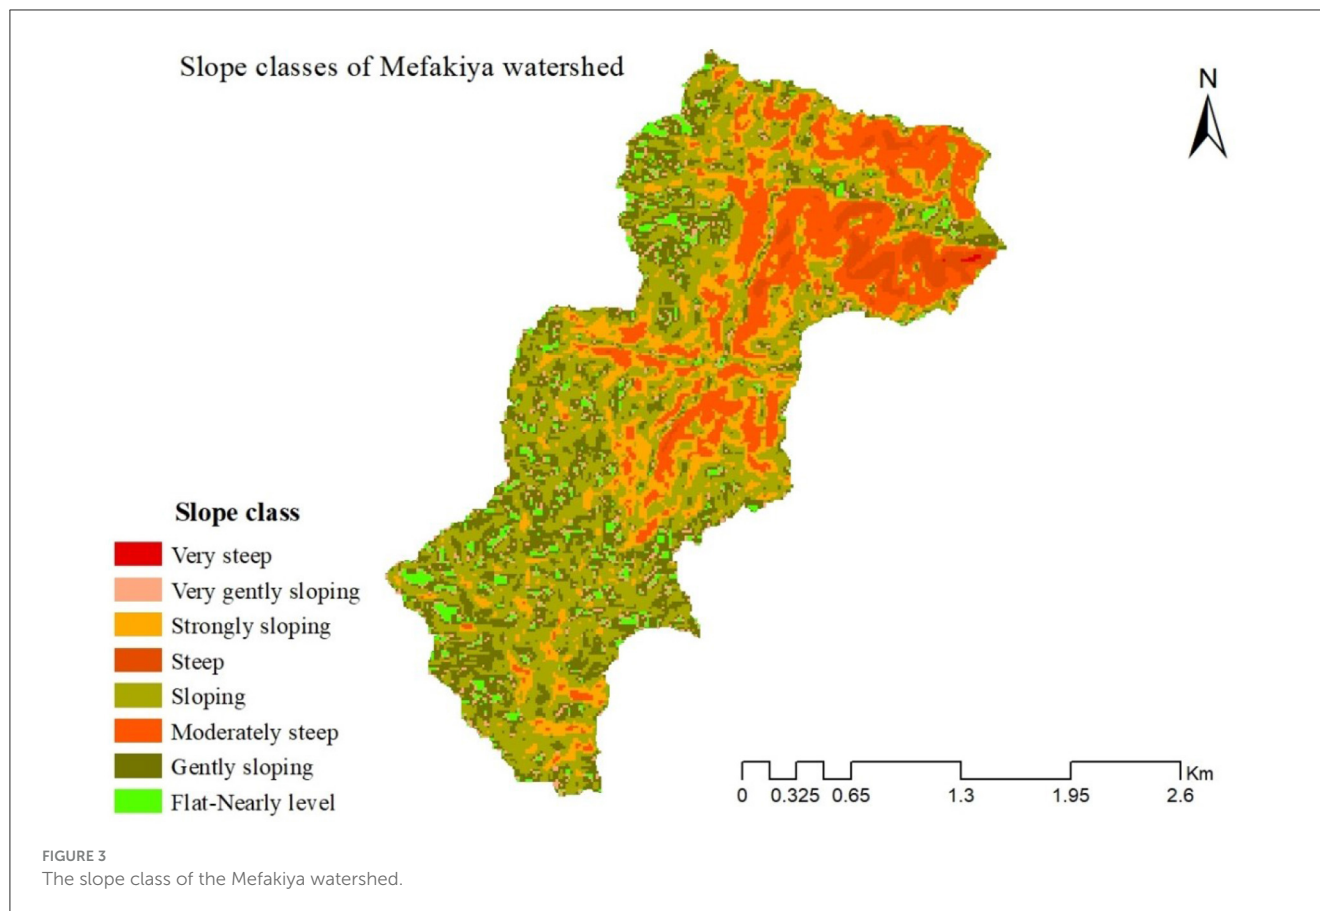 Slope classes of Mefakiya watershed
N
Slope class
Very steep
Very gently sloping
Strongly sloping
Steep
Sloping
Moderately steep
Gently sloping
Flat-Nearly level
Km
0 0.325 0.65 1.3 1.95 2.6
FIGURE 3
The slope class of the Mefakiya watershed.